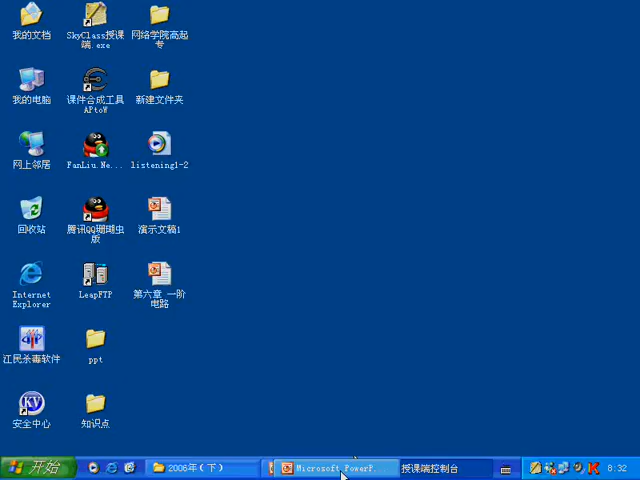 我的文档
SkyClass授课
端.exe
网络学院高起
专
我的电脑
课件合成工具
APtoW
新建文件夹
网上邻居
FanLiu.Ne...
listening1-2
回收站
腾讯QQ珊瑚虫
版
演示文稿1
Internet
Explorer
LeapFTP
第六章 一阶
电路
江民杀毒软件
ppt
KV
安全中心
知识点
开始
2006年(下)
Microsoft PowerP...
授课端控制台
8:32